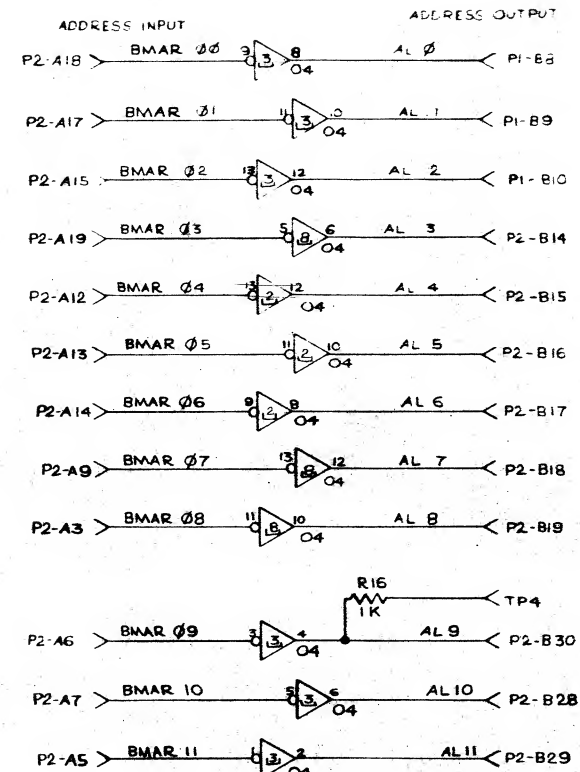 ADDRESS INPUT
ADDRESS OUTPUT
P2-A18 BMAR ØØ 9 3 8 04 AL Ø P1-B8
P2-A17 BMAR Ø1 11 3 10 04 AL 1 P1-B9
P2-A15 BMAR Ø2 13 3 12 04 AL 2 P1-B10
P2-A19 BMAR Ø3 5 8 6 04 AL 3 P2-B14
P2-A12 BMAR Ø4 13 2 12 04 AL 4 P2-B15
P2-A13 BMAR Ø5 11 2 10 04 AL 5 P2-B16
P2-A14 BMAR Ø6 9 2 8 04 AL 6 P2-B17
P2-A9 BMAR Ø7 13 8 12 04 AL 7 P2-B18
P2-A3 BMAR Ø8 11 8 10 04 AL 8 P2-B19
R16
1K
TP4
P2-A6 BMAR Ø9 3 3 4 04 AL 9 P2-B30
P2-A7 BMAR 10 5 3 6 04 AL10 P2-B28
P2-A5 BMAR 11 1 3 2 04 AL11 P2-B29